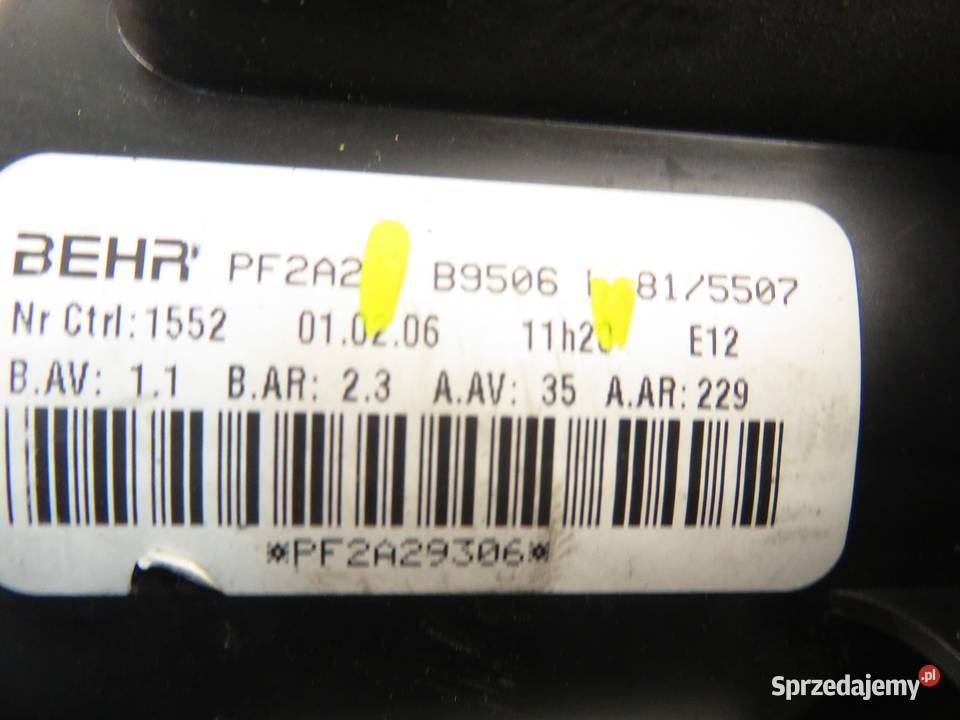 BEHR PF2A2 B9506 81/5507
Nr Ctrl: 1552 01.02.06 11h20 E12
B.AV: 1.1 B.AR: 2.3 A.AV: 35 A.AR: 229
*PF2A29306*
Sprzedajemy.pl